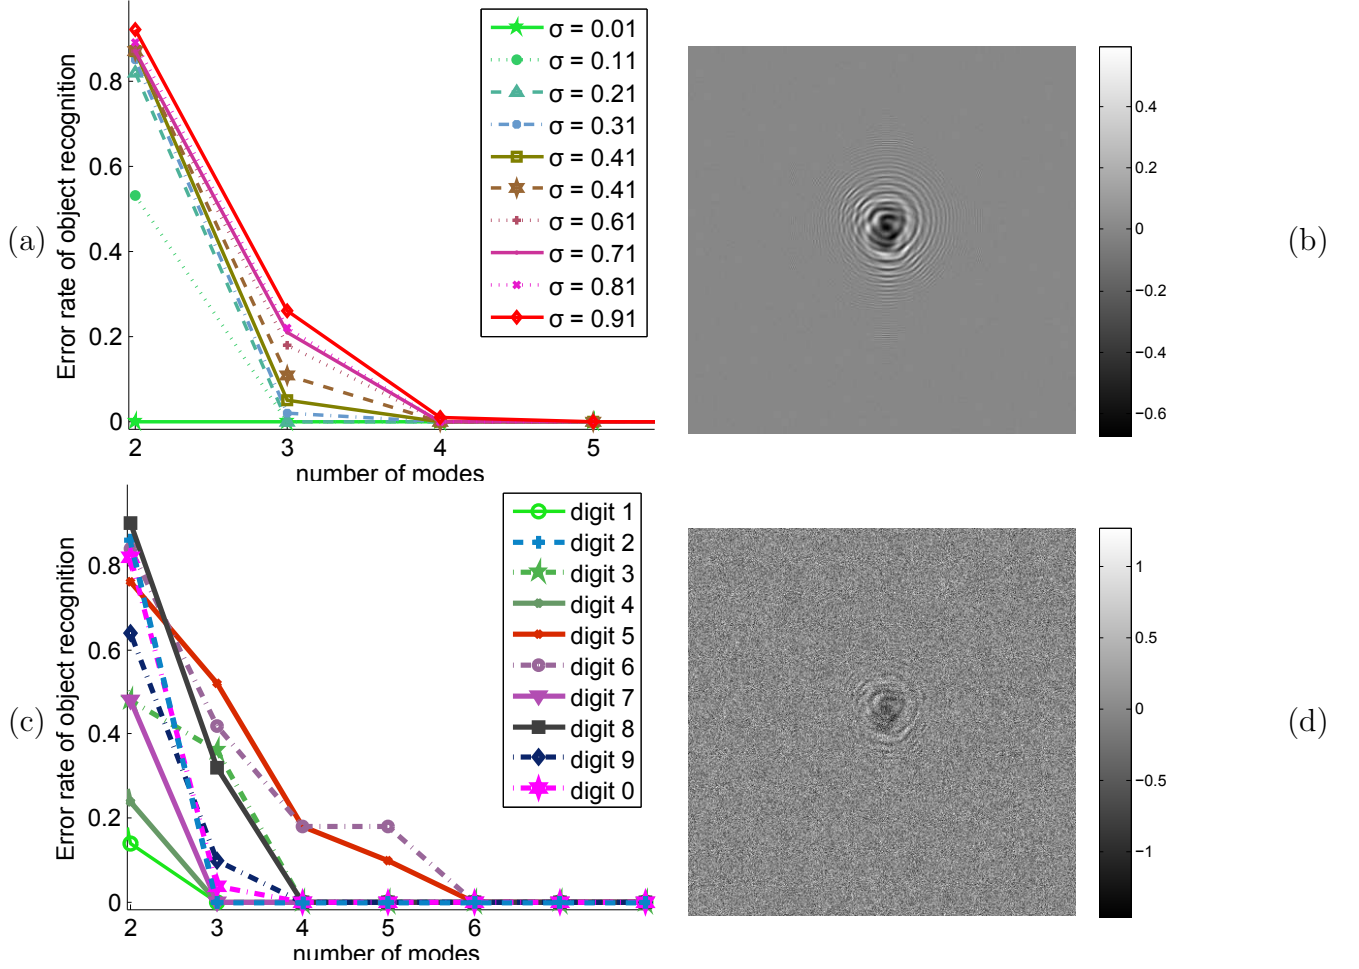 (a)
Error rate of object recognition
0.8
0.6
0.4
0.2
0
2 3 4 5
number of modes
σ = 0.01
σ = 0.11
σ = 0.21
σ = 0.31
σ = 0.41
σ = 0.41
σ = 0.61
σ = 0.71
σ = 0.81
σ = 0.91
0.4
0.2
0
−0.2
−0.4
−0.6
(b)
(c)
Error rate of object recognition
0.8
0.6
0.4
0.2
0
2 3 4 5 6
number of modes
digit 1
digit 2
digit 3
digit 4
digit 5
digit 6
digit 7
digit 8
digit 9
digit 0
1
0.5
0
−0.5
−1
(d)